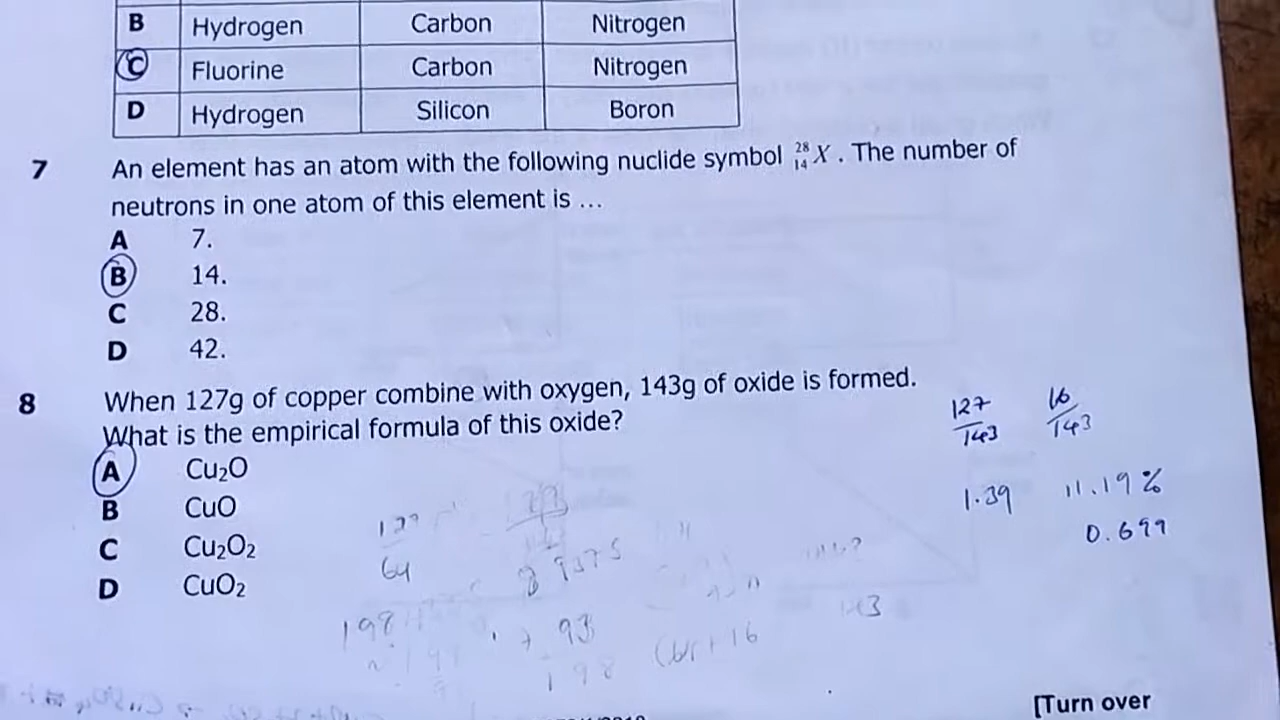 B Hydrogen Carbon Nitrogen
C Fluorine Carbon Nitrogen
D Hydrogen Silicon Boron
7 An element has an atom with the following nuclide symbol ²⁸₁₄X. The number of
neutrons in one atom of this element is ...
A 7.
B 14.
C 28.
D 42.
8 When 127g of copper combine with oxygen, 143g of oxide is formed.
What is the empirical formula of this oxide?
A Cu₂O
B CuO
C Cu₂O₂
D CuO₂
127/143 16/143
1.39 11.19%
0.699
64
[Turn over